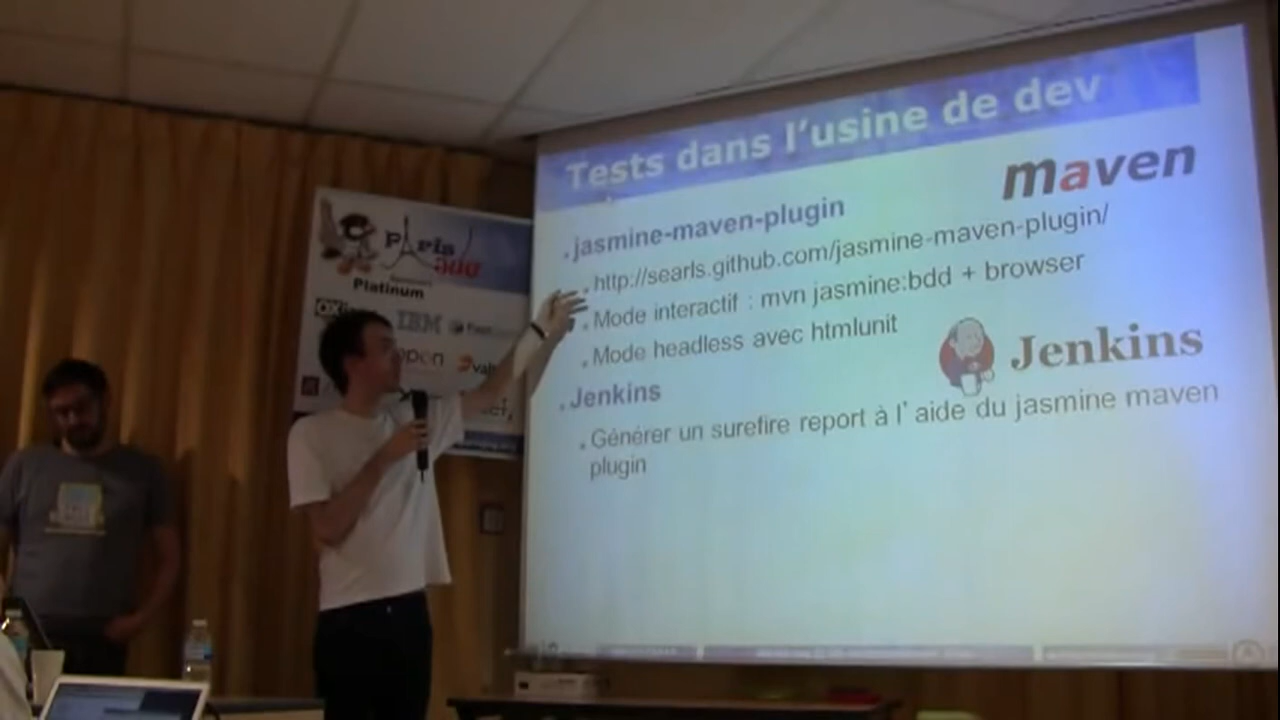 Tests dans l'usine de dev
maven
.jasmine-maven-plugin
.http://searls.github.com/jasmine-maven-plugin/
.Mode interactif : mvn jasmine:bdd + browser
.Mode headless avec htmlunit
Jenkins
.Jenkins
.Générer un surefire report à l' aide du jasmine maven
plugin
Paris
Platinum
IBM